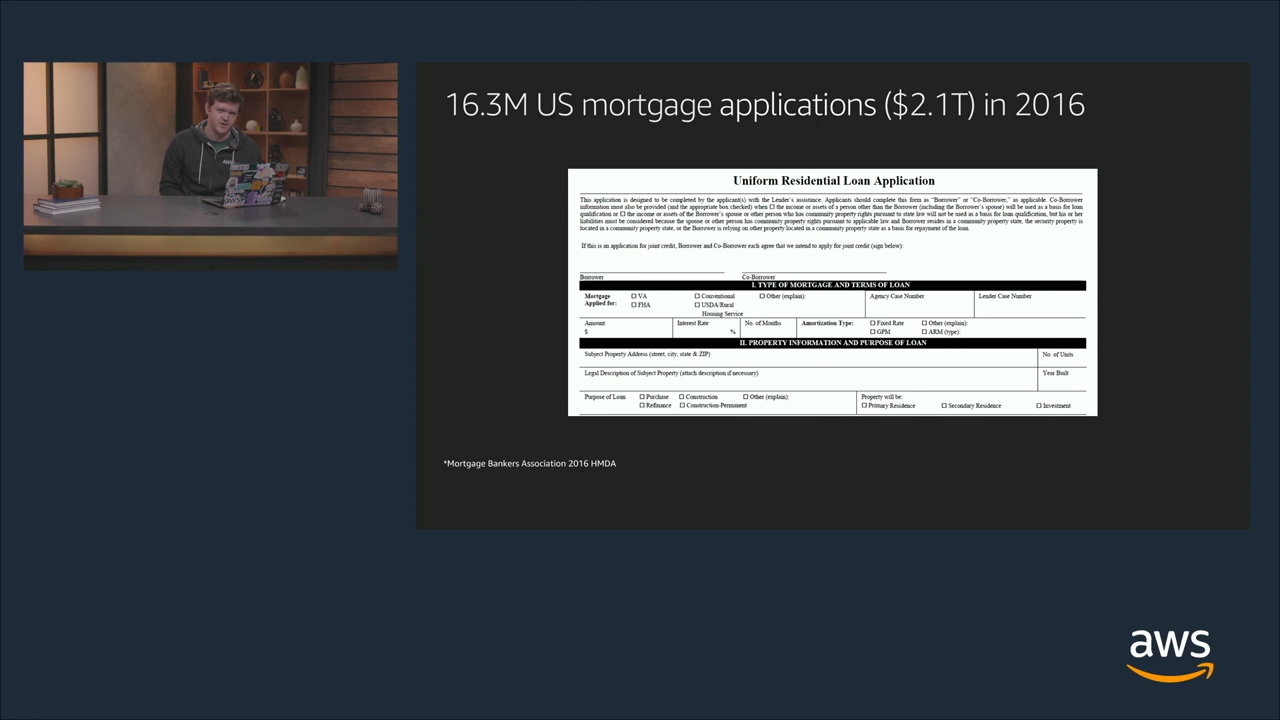 16.3M US mortgage applications ($2.1T) in 2016
Uniform Residential Loan Application
This application is designed to be completed by the applicant(s) with the Lender's assistance. Applicants should complete this form as "Borrower" or "Co-Borrower," as applicable. Co-Borrower
information must also be provided (and the appropriate box checked) when ☐ the income or assets of a person other than the Borrower (including the Borrower's spouse) will be used as a basis for loan
qualification or ☐ the income or assets of the Borrower's spouse or other person who has community property rights pursuant to state law will not be used as a basis for loan qualification, but his or her
liabilities must be considered because the spouse or other person has community property rights pursuant to applicable law and Borrower resides in a community property state, the security property is
located in a community property state, or the Borrower is relying on other property located in a community property state as a basis for repayment of the loan.
If this is an application for joint credit, Borrower and Co-Borrower each agree that we intend to apply for joint credit (sign below):
Borrower Co-Borrower
I. TYPE OF MORTGAGE AND TERMS OF LOAN
Mortgage ☐ VA ☐ Conventional ☐ Other (explain): Agency Case Number Lender Case Number
Applied for: ☐ FHA ☐ USDA/Rural
Housing Service
Amount Interest Rate No. of Months Amortization Type: ☐ Fixed Rate ☐ Other (explain):
$ % ☐ GPM ☐ ARM (type):
II. PROPERTY INFORMATION AND PURPOSE OF LOAN
Subject Property Address (street, city, state & ZIP) No. of Units
Legal Description of Subject Property (attach description if necessary) Year Built
Purpose of Loan ☐ Purchase ☐ Construction ☐ Other (explain): Property will be:
☐ Refinance ☐ Construction-Permanent ☐ Primary Residence ☐ Secondary Residence ☐ Investment
*Mortgage Bankers Association 2016 HMDA
aws